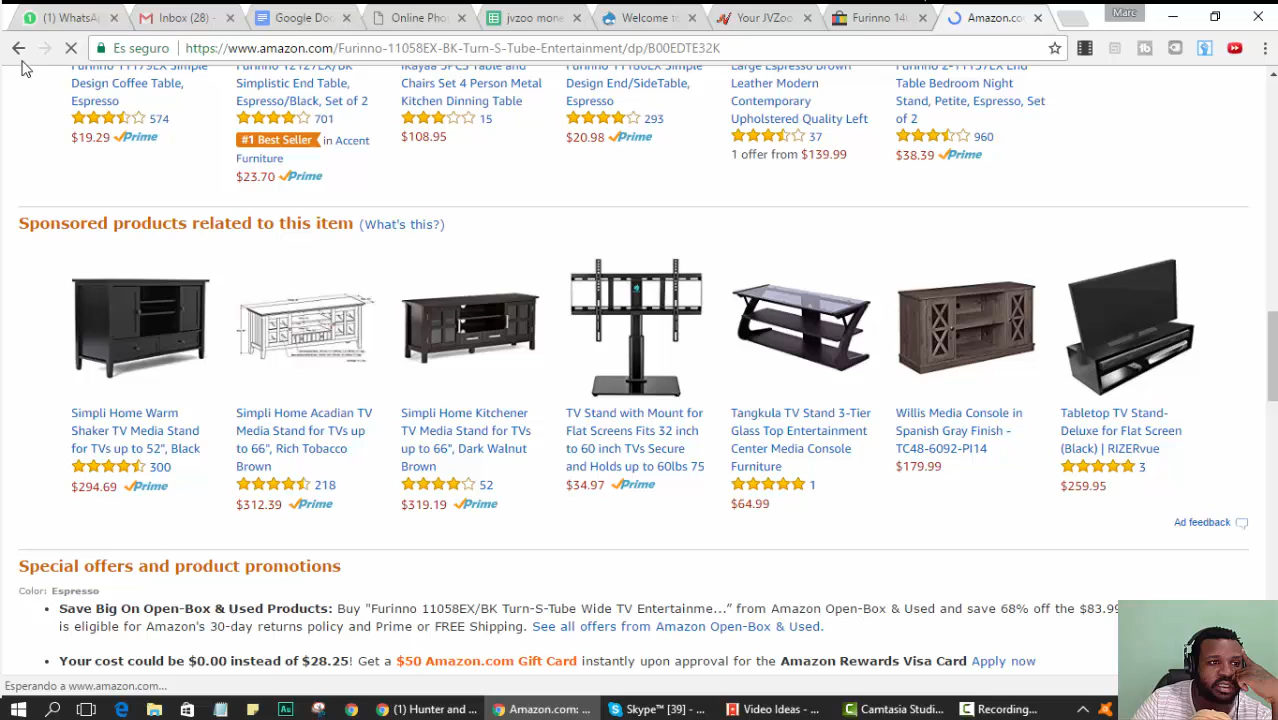 (1) WhatsA
Inbox (28) -
Google Doc
Online Pho
jvzoo mone
Welcome to
Your JVZoo
Furinno 140
Amazon.co
Marc
Es seguro
https://www.amazon.com/Furinno-11058EX-BK-Turn-S-Tube-Entertainment/dp/B00EDTE32K
Furinno 11179EX Simple
Design Coffee Table,
Espresso
574
$19.29 Prime
Furinno 12127EX/BK
Simplistic End Table,
Espresso/Black, Set of 2
701
#1 Best Seller in Accent
Furniture
$23.70 Prime
Ikayaa 5PCS Table and
Chairs Set 4 Person Metal
Kitchen Dinning Table
15
$108.95
Furinno 11180EX Simple
Design End/SideTable,
Espresso
293
$20.98 Prime
Large Espresso Brown
Leather Modern
Contemporary
Upholstered Quality Left
37
1 offer from $139.99
Furinno 2-11157EX End
Table Bedroom Night
Stand, Petite, Espresso, Set
of 2
960
$38.39 Prime
Sponsored products related to this item (What's this?)
Simpli Home Warm
Shaker TV Media Stand
for TVs up to 52", Black
300
$294.69 Prime
Simpli Home Acadian TV
Media Stand for TVs up
to 66", Rich Tobacco
Brown
218
$312.39 Prime
Simpli Home Kitchener
TV Media Stand for TVs
up to 66", Dark Walnut
Brown
52
$319.19 Prime
TV Stand with Mount for
Flat Screens Fits 32 inch
to 60 inch TVs Secure
and Holds up to 60lbs 75
$34.97 Prime
Tangkula TV Stand 3-Tier
Glass Top Entertainment
Center Media Console
Furniture
1
$64.99
Willis Media Console in
Spanish Gray Finish -
TC48-6092-PI14
$179.99
Tabletop TV Stand-
Deluxe for Flat Screen
(Black) | RIZERvue
3
$259.95
Ad feedback
Special offers and product promotions
Color: Espresso
Save Big On Open-Box & Used Products: Buy "Furinno 11058EX/BK Turn-S-Tube Wide TV Entertainme..." from Amazon Open-Box & Used and save 68% off the $83.99
is eligible for Amazon's 30-day returns policy and Prime or FREE Shipping. See all offers from Amazon Open-Box & Used.
Your cost could be $0.00 instead of $28.25! Get a $50 Amazon.com Gift Card instantly upon approval for the Amazon Rewards Visa Card Apply now
Esperando a www.amazon.com...
(1) Hunter and ...
Amazon.com: ...
Skype™ [39] - ...
Video Ideas - ...
Camtasia Studi...
Recording...